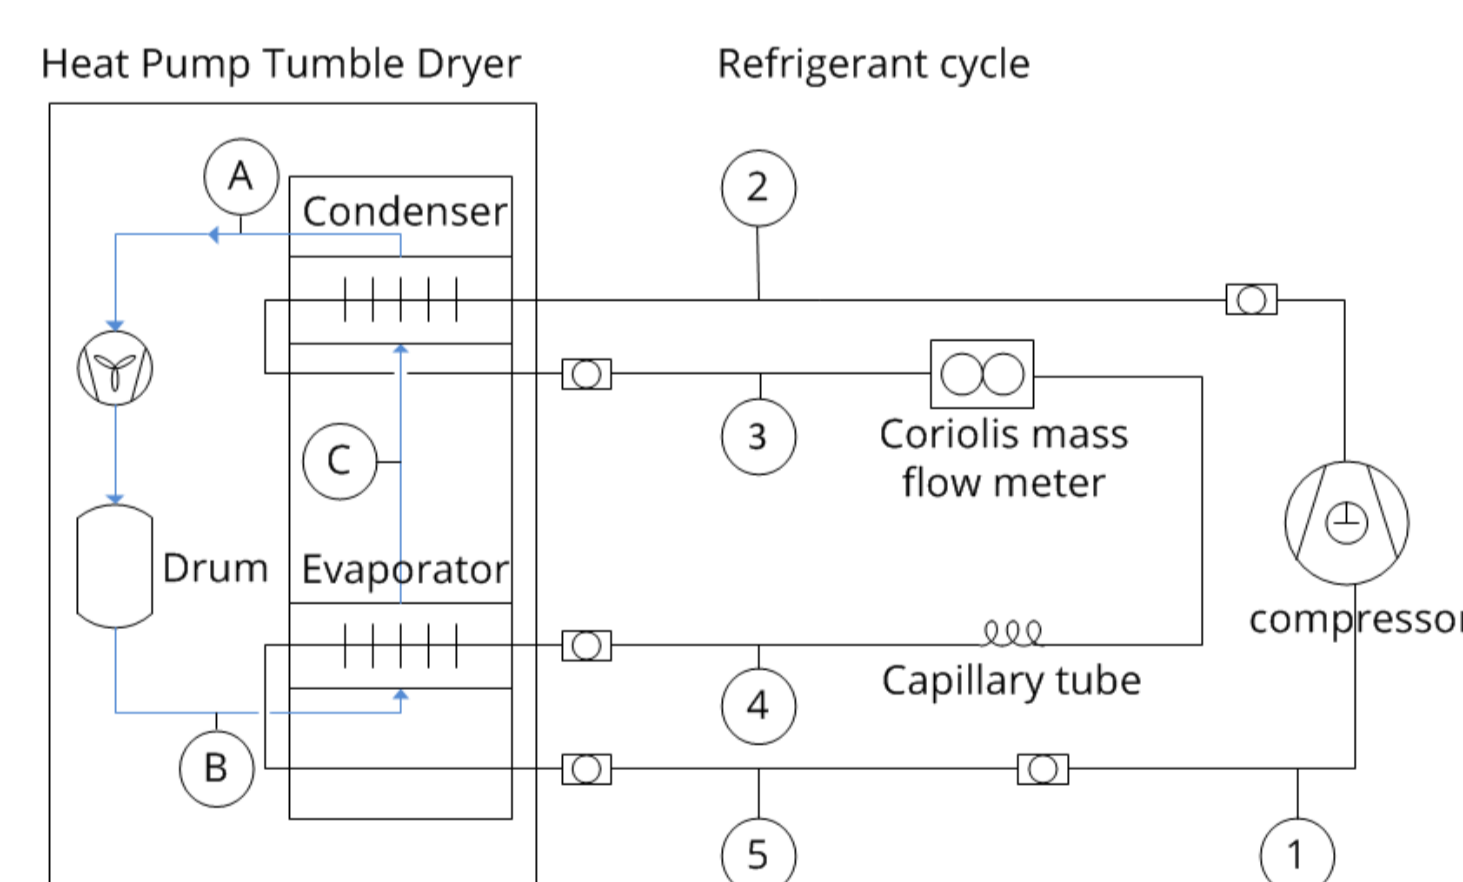 Heat Pump Tumble Dryer
Refrigerant cycle
A
2
Condenser
3
Coriolis mass
flow meter
C
Drum
Evaporator
compressor
Capillary tube
4
B
5
1